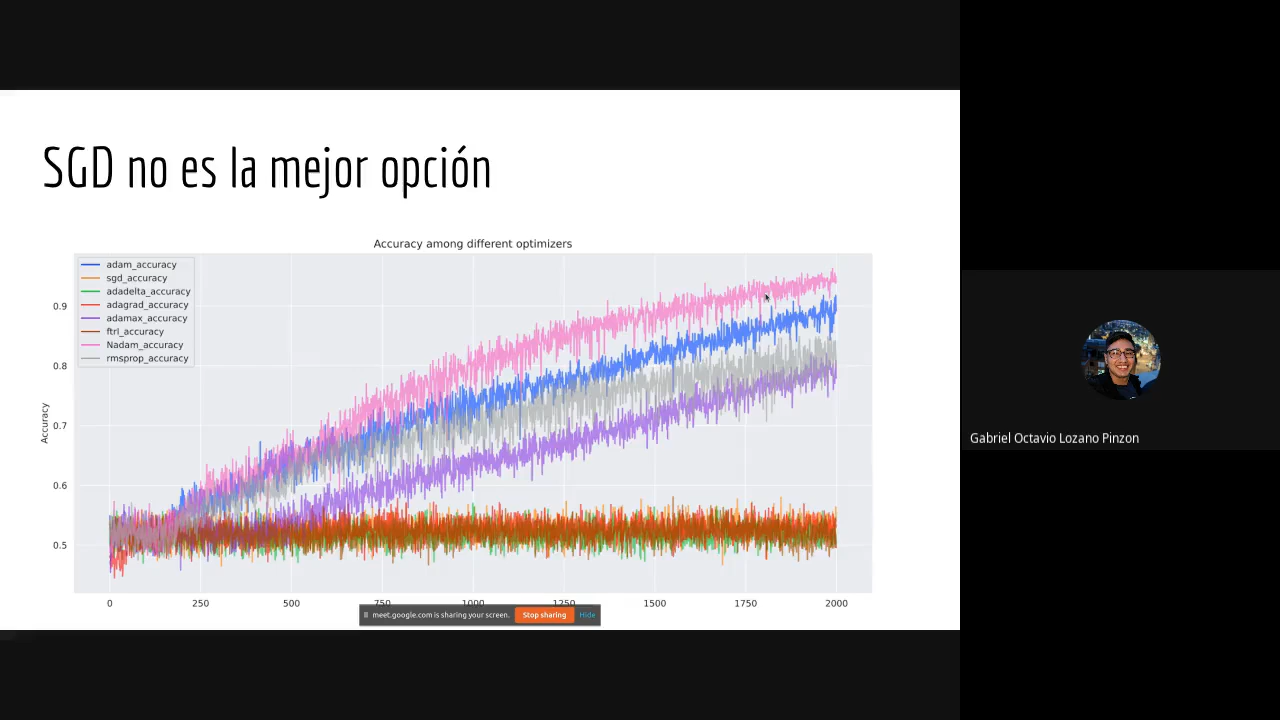 SGD no es la mejor opción
Accuracy among different optimizers
adam_accuracy
sgd_accuracy
adadelta_accuracy
adagrad_accuracy
adamax_accuracy
ftrl_accuracy
Nadam_accuracy
rmsprop_accuracy
Accuracy
0.9
0.8
0.7
0.6
0.5
0 250 500 750 1000 1250 1500 1750 2000
meet.google.com is sharing your screen. Stop sharing Hide
Gabriel Octavio Lozano Pinzon